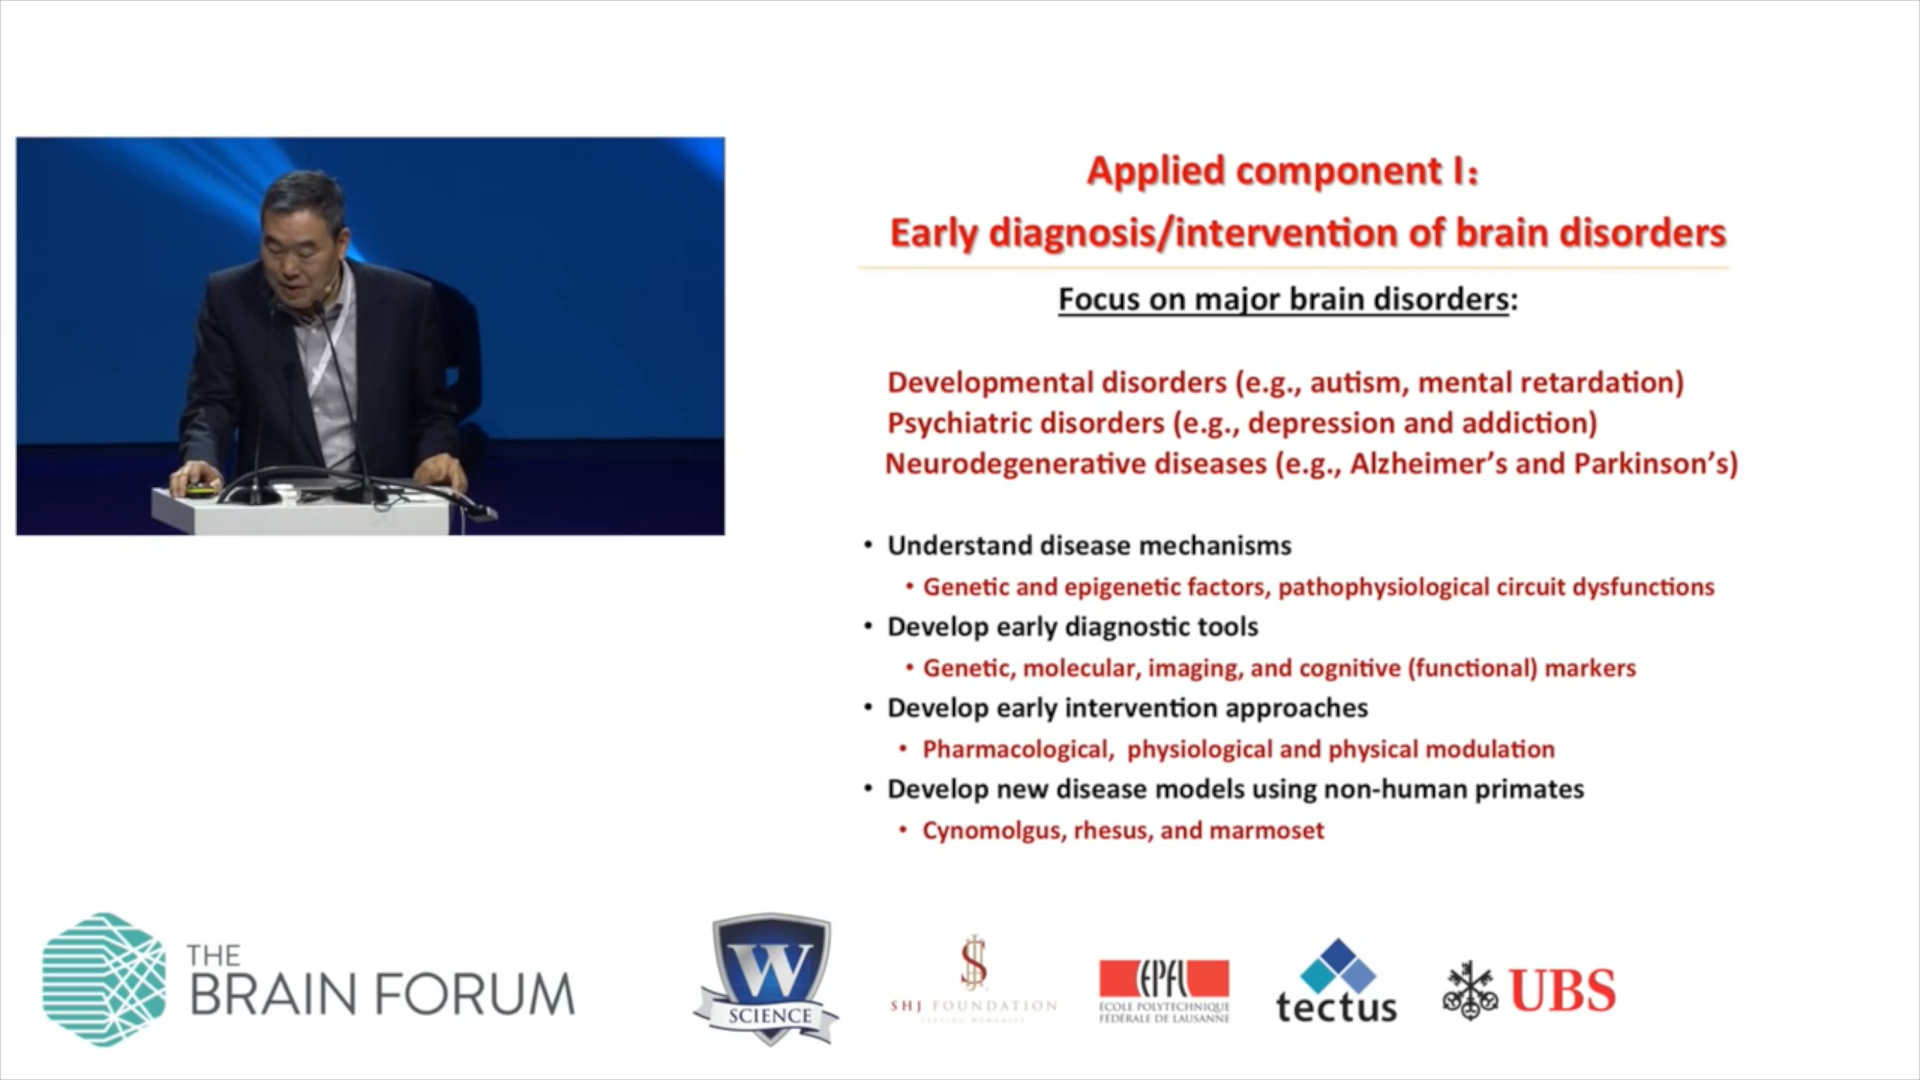 Applied component I:
Early diagnosis/intervention of brain disorders
Focus on major brain disorders:
Developmental disorders (e.g., autism, mental retardation)
Psychiatric disorders (e.g., depression and addiction)
Neurodegenerative diseases (e.g., Alzheimer's and Parkinson's)
• Understand disease mechanisms
• Genetic and epigenetic factors, pathophysiological circuit dysfunctions
• Develop early diagnostic tools
• Genetic, molecular, imaging, and cognitive (functional) markers
• Develop early intervention approaches
• Pharmacological, physiological and physical modulation
• Develop new disease models using non-human primates
• Cynomolgus, rhesus, and marmoset
THE
BRAIN FORUM
W
SCIENCE
SHJ FOUNDATION
EPFL
ÉCOLE POLYTECHNIQUE
FÉDÉRALE DE LAUSANNE
tectus
UBS